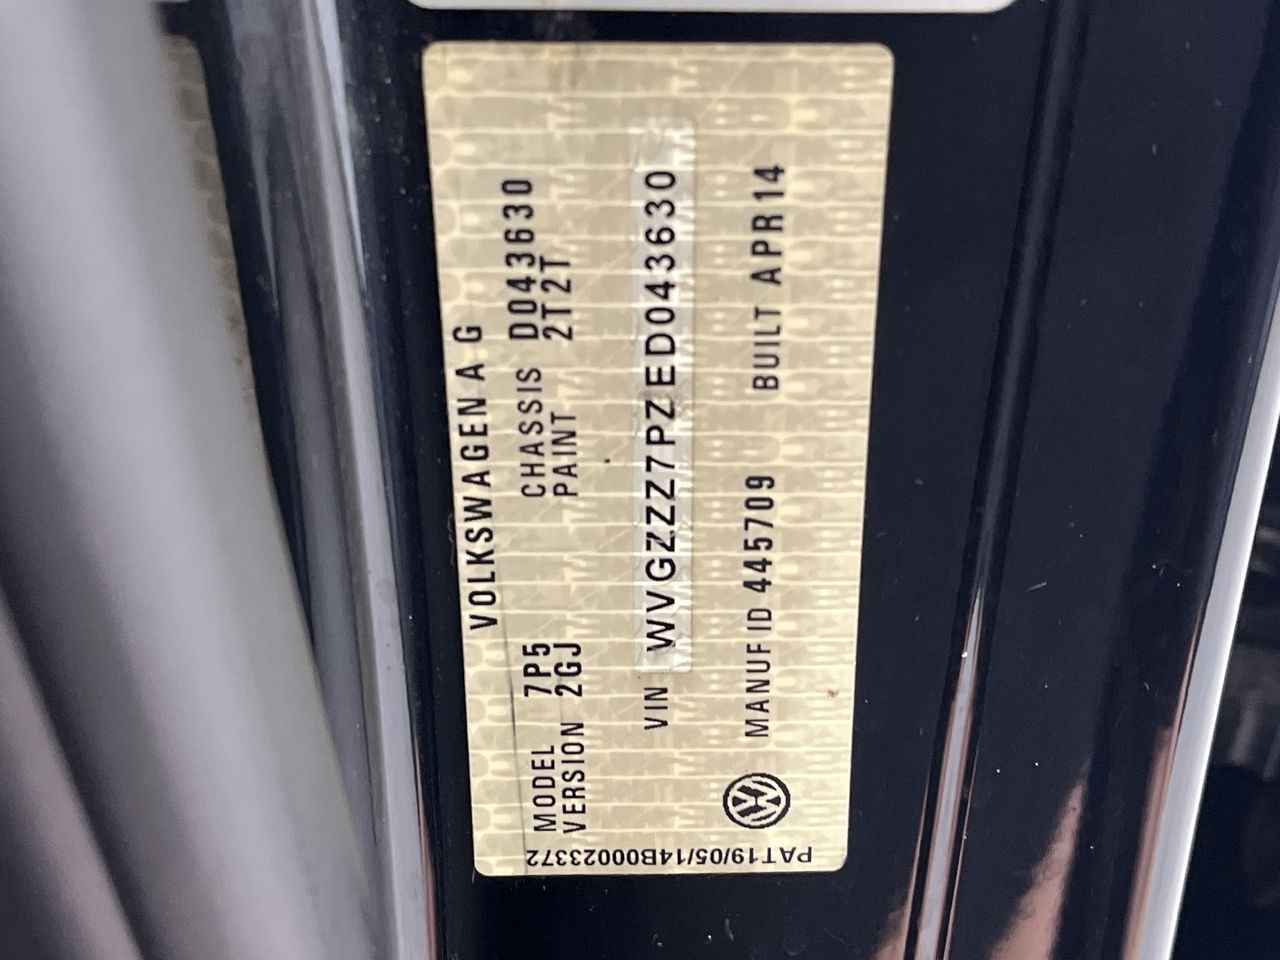 VOLKSWAGEN A G
MODEL 7P5 CHASSIS D043630
VERSION 2GJ PAINT 2T2T
VIN WVGZZZ7PZED043630
MANUF ID 445709 BUILT APR14
PAT19/05/14B00023372